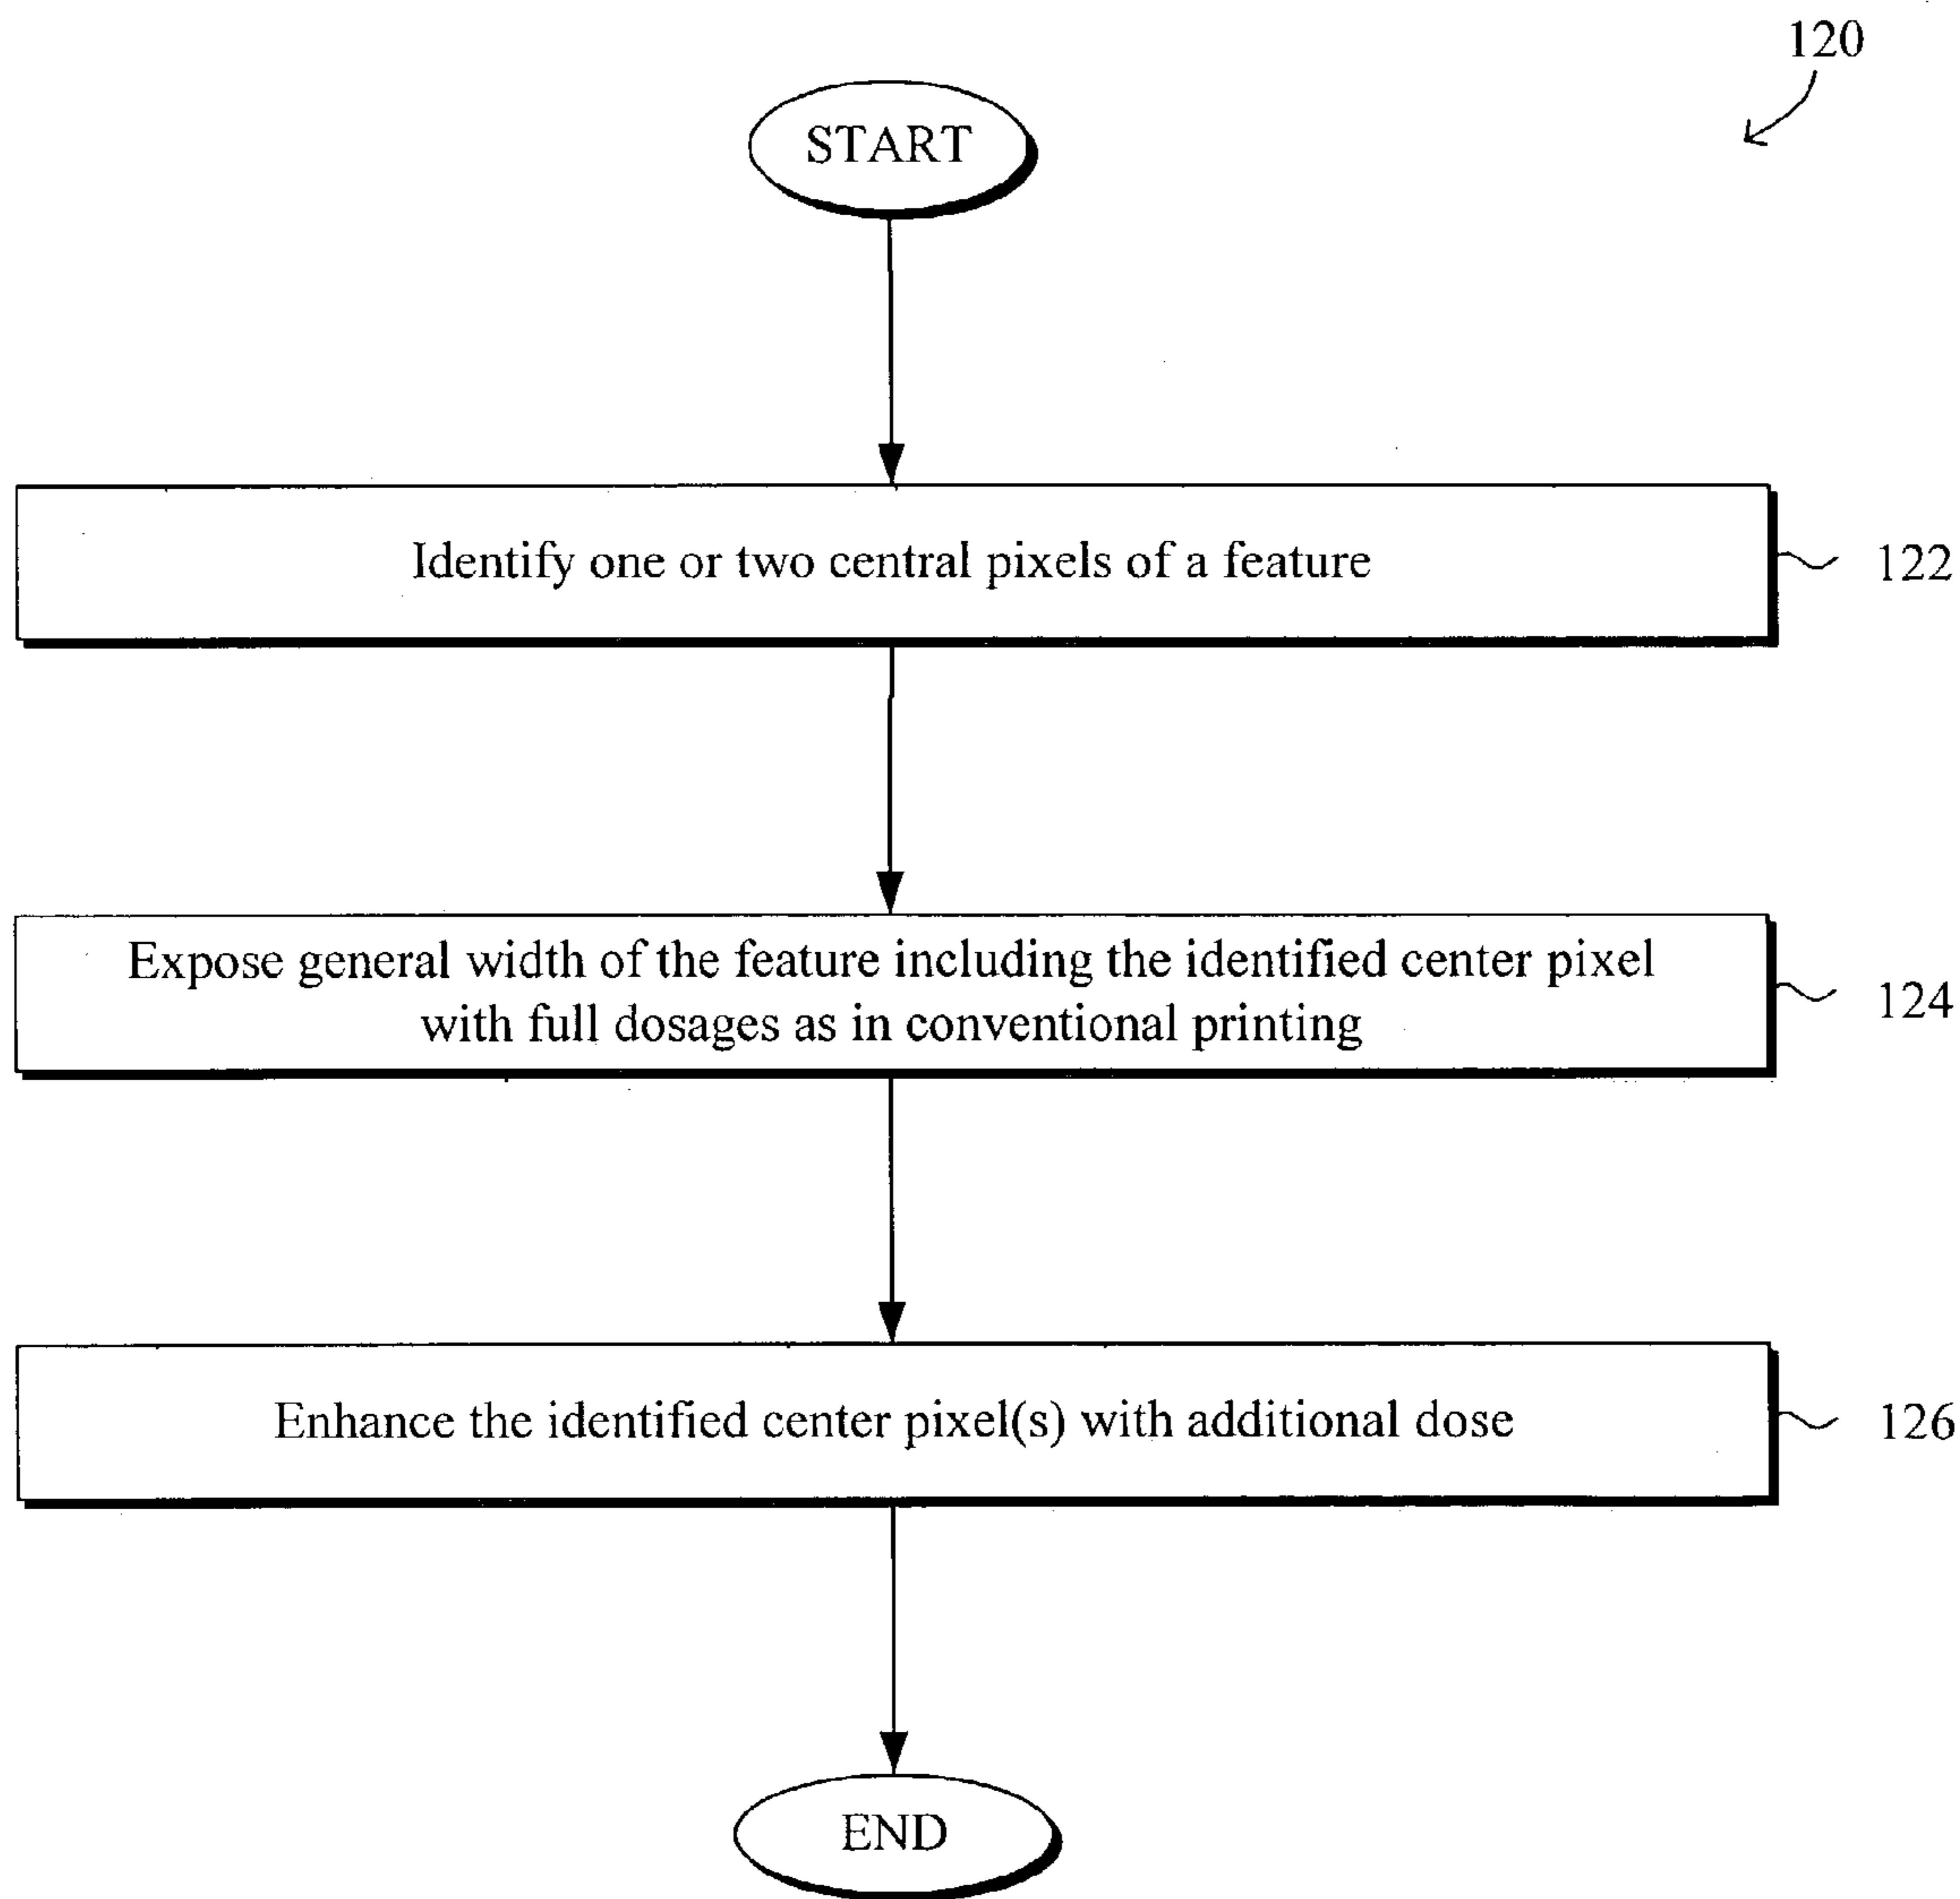 120
START
Identify one or two central pixels of a feature
122
Expose general width of the feature including the identified center pixel
with full dosages as in conventional printing
124
Enhance the identified center pixel(s) with additional dose
126
END